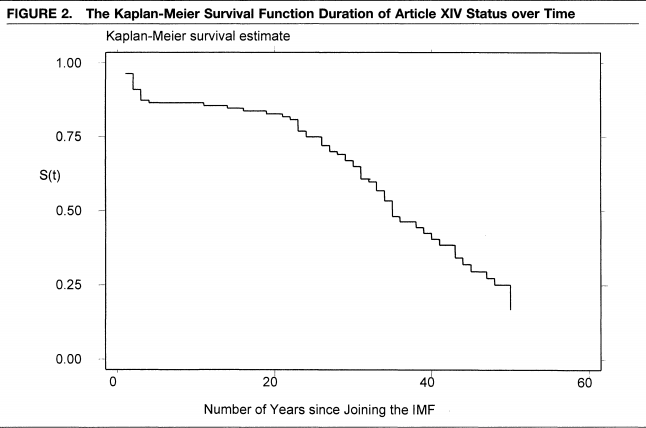 FIGURE 2. The Kaplan-Meier Survival Function Duration of Article XIV Status over Time
Kaplan-Meier survival estimate
1.00
0.75
S(t)
0.50
0.25
0.00
0 20 40 60
Number of Years since Joining the IMF